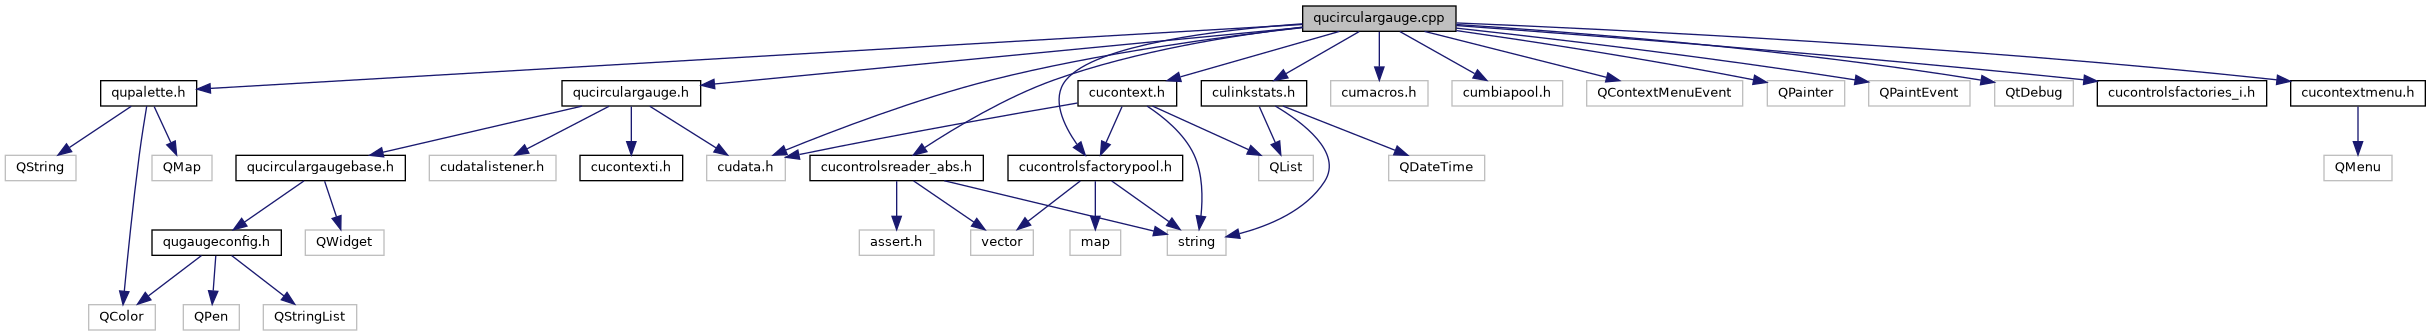 qucirculargauge.cpp
qupalette.h
qucirculargauge.h
cucontext.h
culinkstats.h
cumacros.h
cumbiapool.h
QContextMenuEvent
QPainter
QPaintEvent
QtDebug
cucontrolsfactories_i.h
cucontextmenu.h
QString
QMap
qucirculargaugebase.h
cudatalistener.h
cucontexti.h
cudata.h
cucontrolsreader_abs.h
cucontrolsfactorypool.h
QList
QDateTime
QMenu
qugaugeconfig.h
QWidget
assert.h
vector
map
string
QColor
QPen
QStringList